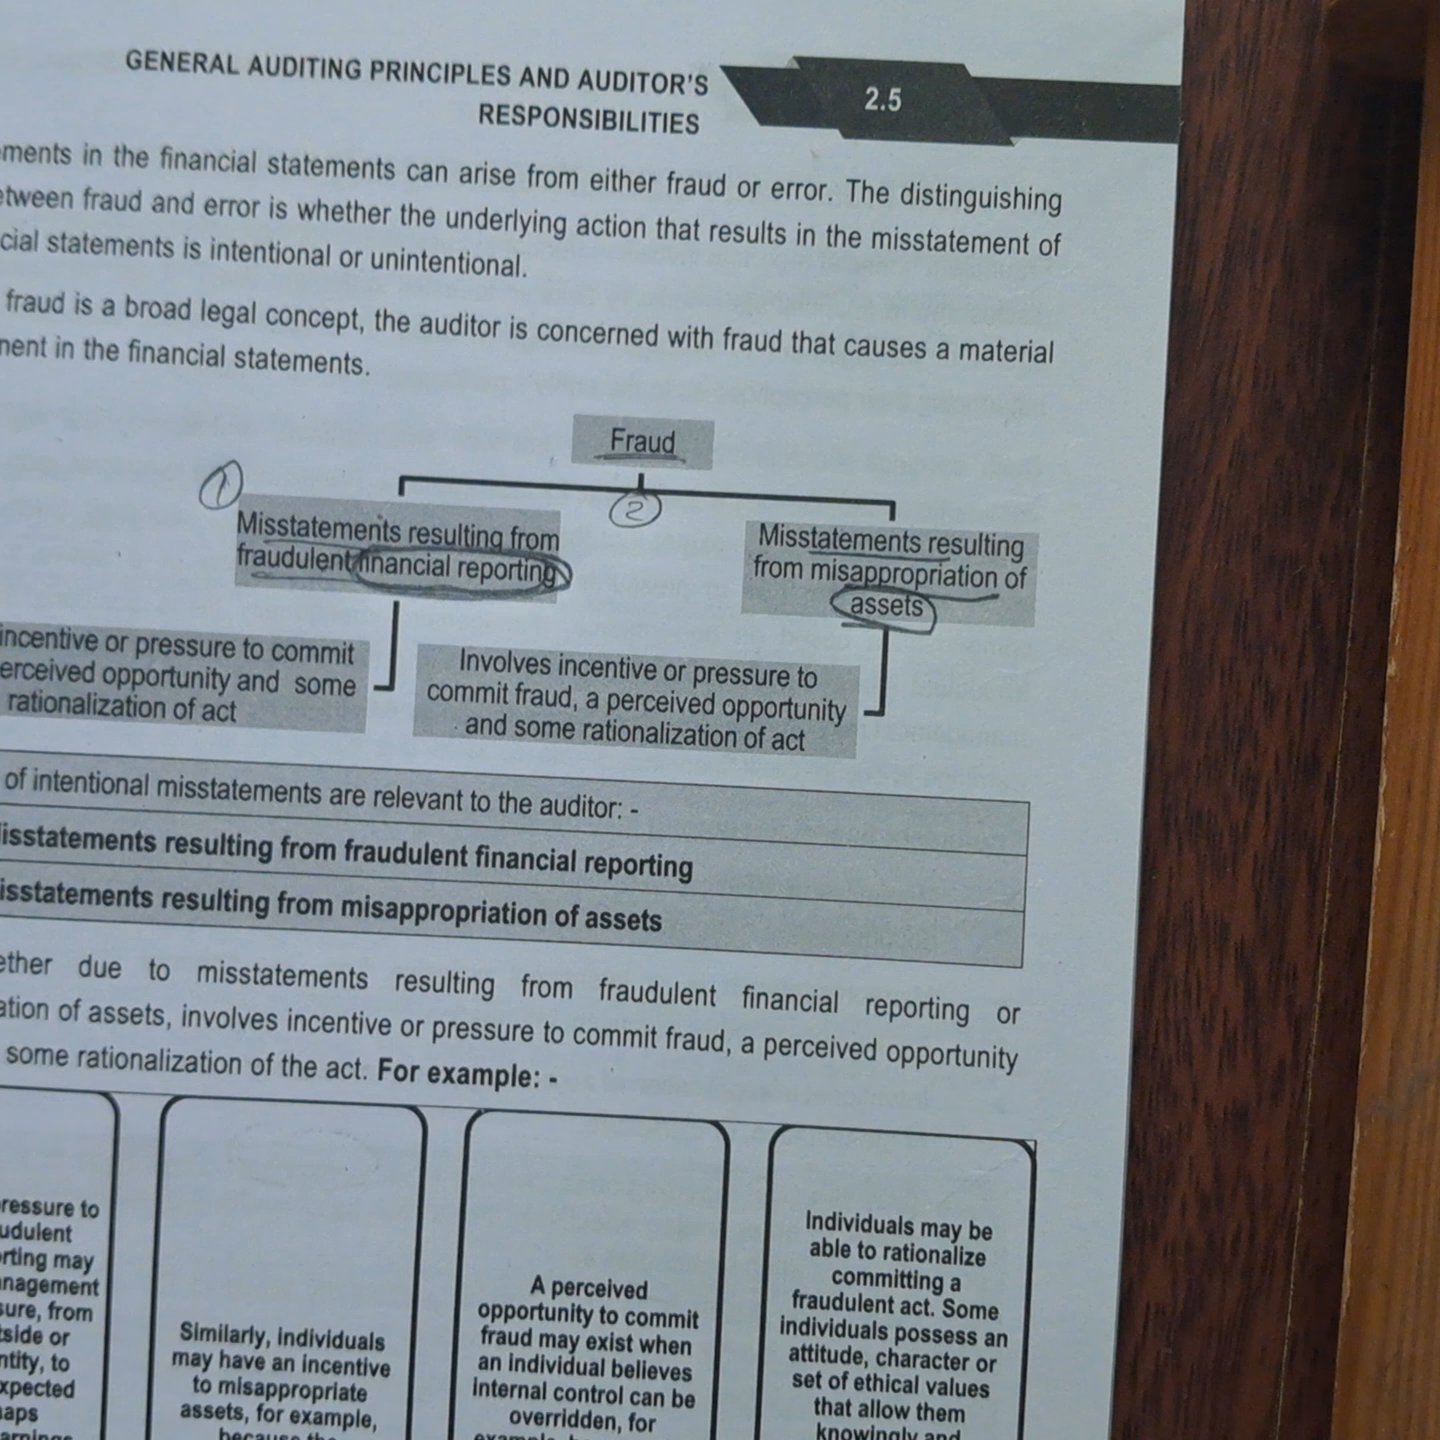 GENERAL AUDITING PRINCIPLES AND AUDITOR'S
RESPONSIBILITIES
2.5
ments in the financial statements can arise from either fraud or error. The distinguishing
tween fraud and error is whether the underlying action that results in the misstatement of
cial statements is intentional or unintentional.
fraud is a broad legal concept, the auditor is concerned with fraud that causes a material
ment in the financial statements.
Fraud
1
2
Misstatements resulting from
fraudulent financial reporting
Misstatements resulting
from misappropriation of
assets
incentive or pressure to commit
erceived opportunity and some
rationalization of act
Involves incentive or pressure to
commit fraud, a perceived opportunity
and some rationalization of act
of intentional misstatements are relevant to the auditor: -
isstatements resulting from fraudulent financial reporting
isstatements resulting from misappropriation of assets
ether due to misstatements resulting from fraudulent financial reporting or
ation of assets, involves incentive or pressure to commit fraud, a perceived opportunity
some rationalization of the act. For example: -
ressure to
udulent
rting may
nagement
sure, from
tside or
ntity, to
xpected
haps
arnings
Similarly, individuals
may have an incentive
to misappropriate
assets, for example,
because the
A perceived
opportunity to commit
fraud may exist when
an individual believes
internal control can be
overridden, for
Individuals may be
able to rationalize
committing a
fraudulent act. Some
individuals possess an
attitude, character or
set of ethical values
that allow them
knowingly and